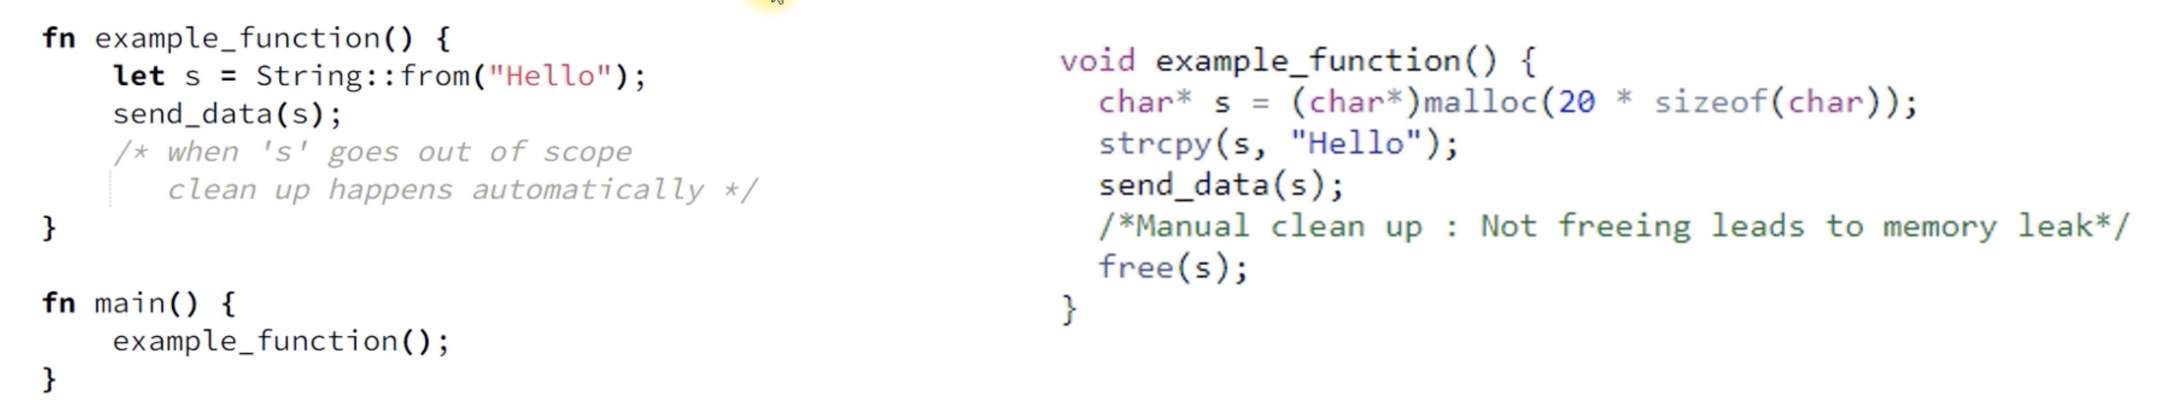 fn example_function() {
    let s = String::from("Hello");
    send_data(s);
    /* when 's' goes out of scope
       clean up happens automatically */
}

fn main() {
    example_function();
}

void example_function() {
  char* s = (char*)malloc(20 * sizeof(char));
  strcpy(s, "Hello");
  send_data(s);
  /*Manual clean up : Not freeing leads to memory leak*/
  free(s);
}